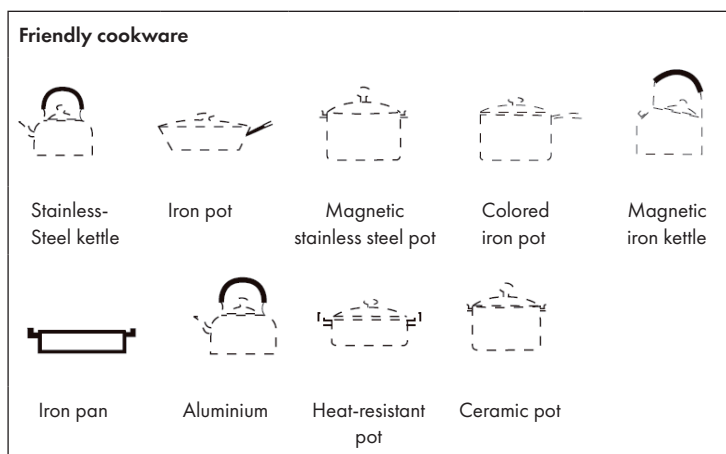 Friendly cookware
Stainless-
Steel kettle
Iron pot
Magnetic
stainless steel pot
Colored
iron pot
Magnetic
iron kettle
Iron pan
Aluminium
Heat-resistant
pot
Ceramic pot